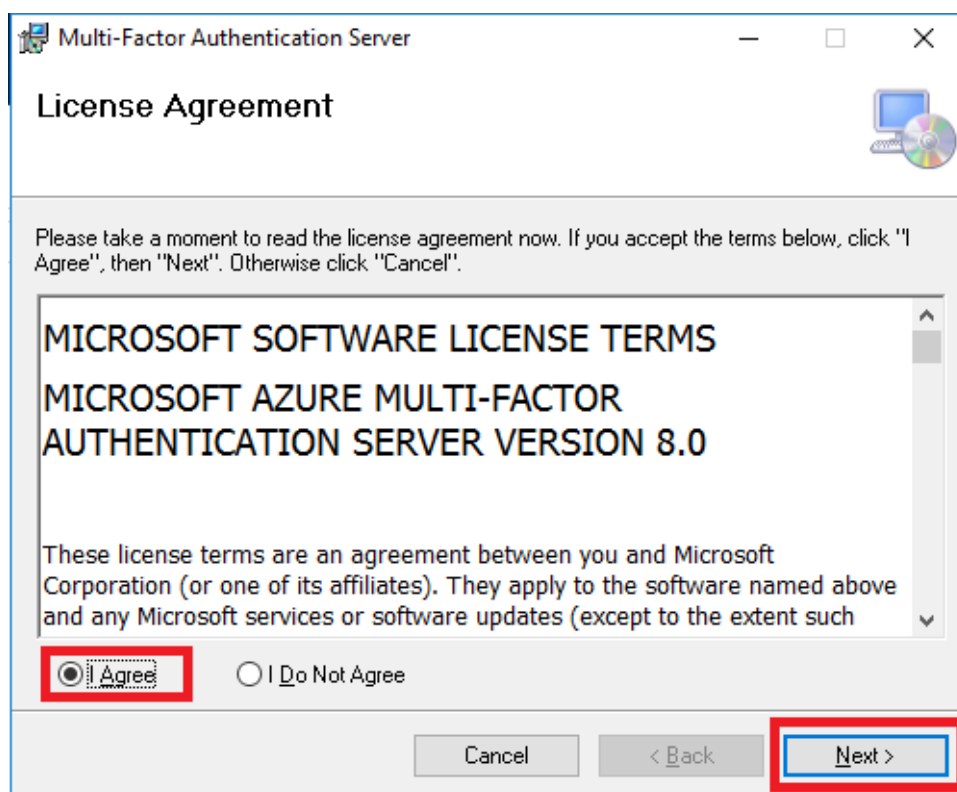 Multi-Factor Authentication Server
License Agreement
Please take a moment to read the license agreement now. If you accept the terms below, click "I
Agree", then "Next". Otherwise click "Cancel".
MICROSOFT SOFTWARE LICENSE TERMS
MICROSOFT AZURE MULTI-FACTOR
AUTHENTICATION SERVER VERSION 8.0
These license terms are an agreement between you and Microsoft
Corporation (or one of its affiliates). They apply to the software named above
and any Microsoft services or software updates (except to the extent such
I Agree
I Do Not Agree
Cancel
< Back
Next >